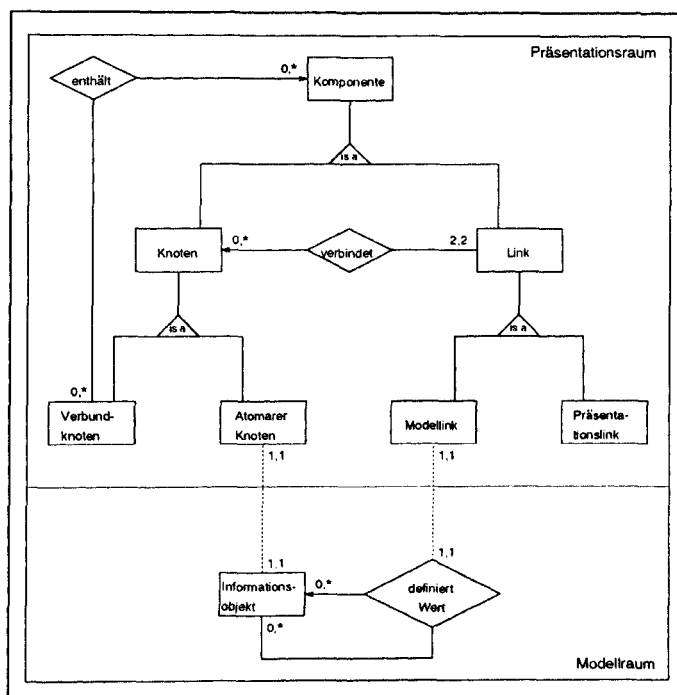 Präsentationsraum
enthält
0,*
Komponente
is a
Knoten
0,*
verbindet
2,2
Link
is a
is a
0,*
Verbund-
knoten
Atomarer
Knoten
Modellink
Präsenta-
tionslink
1,1
1,1
1,1
1,1
Informations-
objekt
0,*
definiert
Wert
0,*
Modellraum